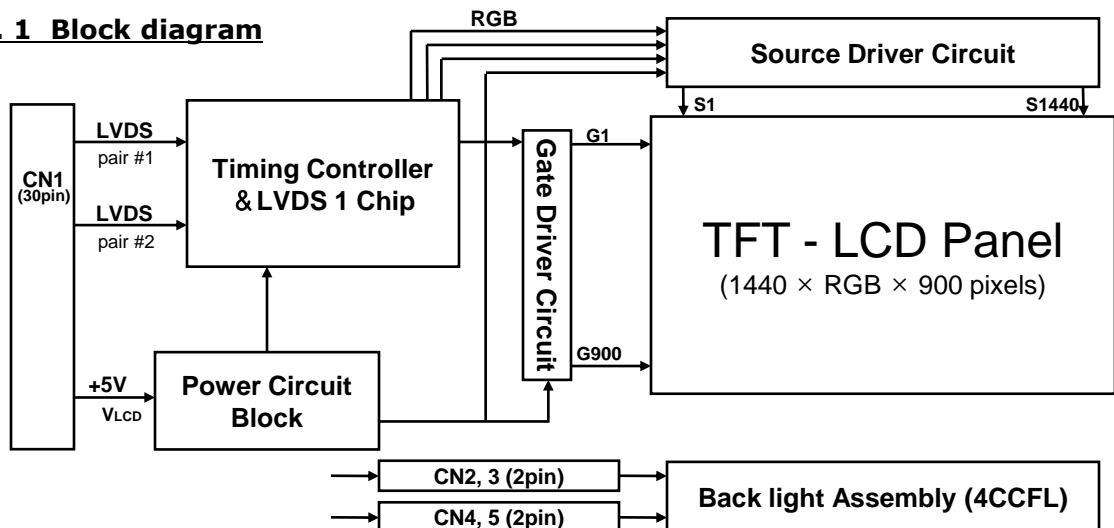 . 1 Block diagram
RGB
Source Driver Circuit
S1
S1440
CN1
(30pin)
LVDS
pair #1
LVDS
pair #2
Timing Controller
&LVDS 1 Chip
Gate Driver Circuit
G1
G900
TFT - LCD Panel
(1440 × RGB × 900 pixels)
+5V
VLCD
Power Circuit
Block
CN2, 3 (2pin)
CN4, 5 (2pin)
Back light Assembly (4CCFL)